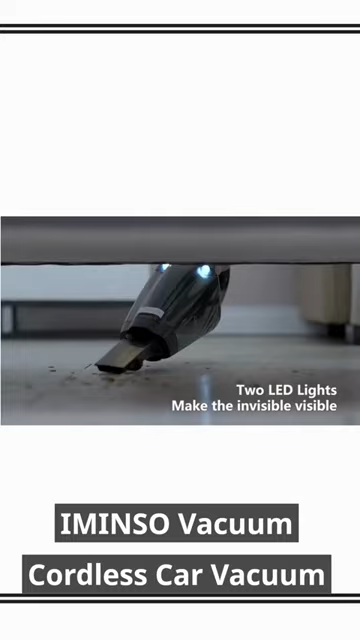 Two LED Lights
Make the invisible visible
IMINSO Vacuum
Cordless Car Vacuum